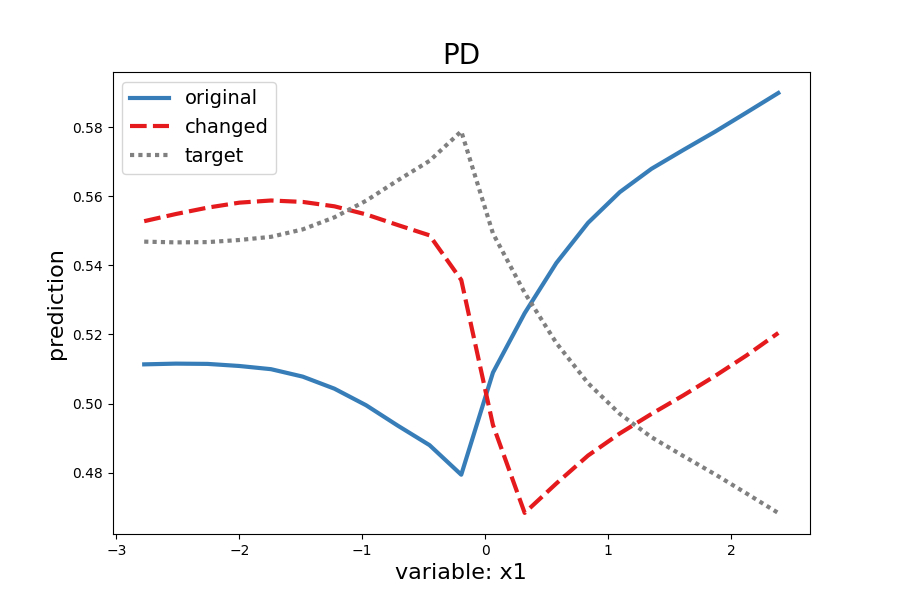 PD
original
changed
target
0.58
0.56
0.54
0.52
0.50
0.48
prediction
−3
−2
−1
0
1
2
variable: x1